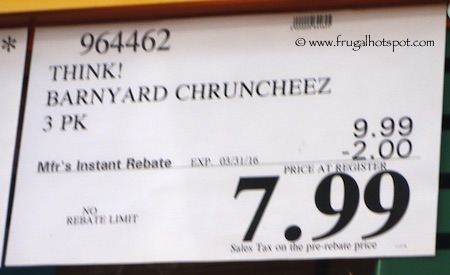 © www.frugalhotspot.com
*
964462
THINK!
BARNYARD CHRUNCHEEZ
3 PK
9.99
-2.00
Mfr's Instant Rebate EXP. 03/31/16
PRICE AT REGISTER
7.99
NO
REBATE LIMIT
Sales Tax on the pre-rebate price